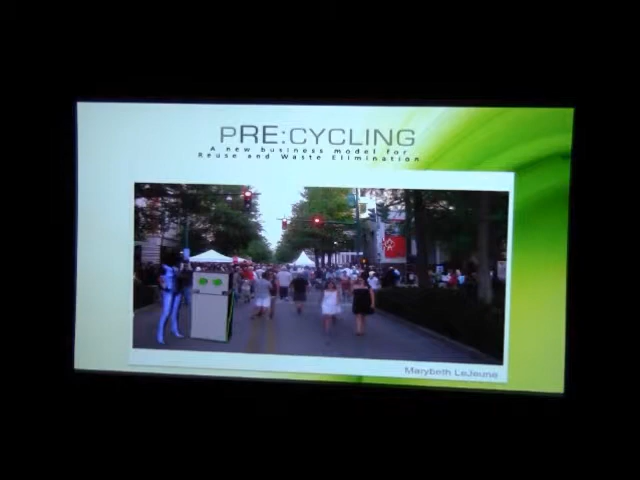 pRE:CYCLING
A new business model for
Reuse and Waste Elimination
Marybeth LeJeune